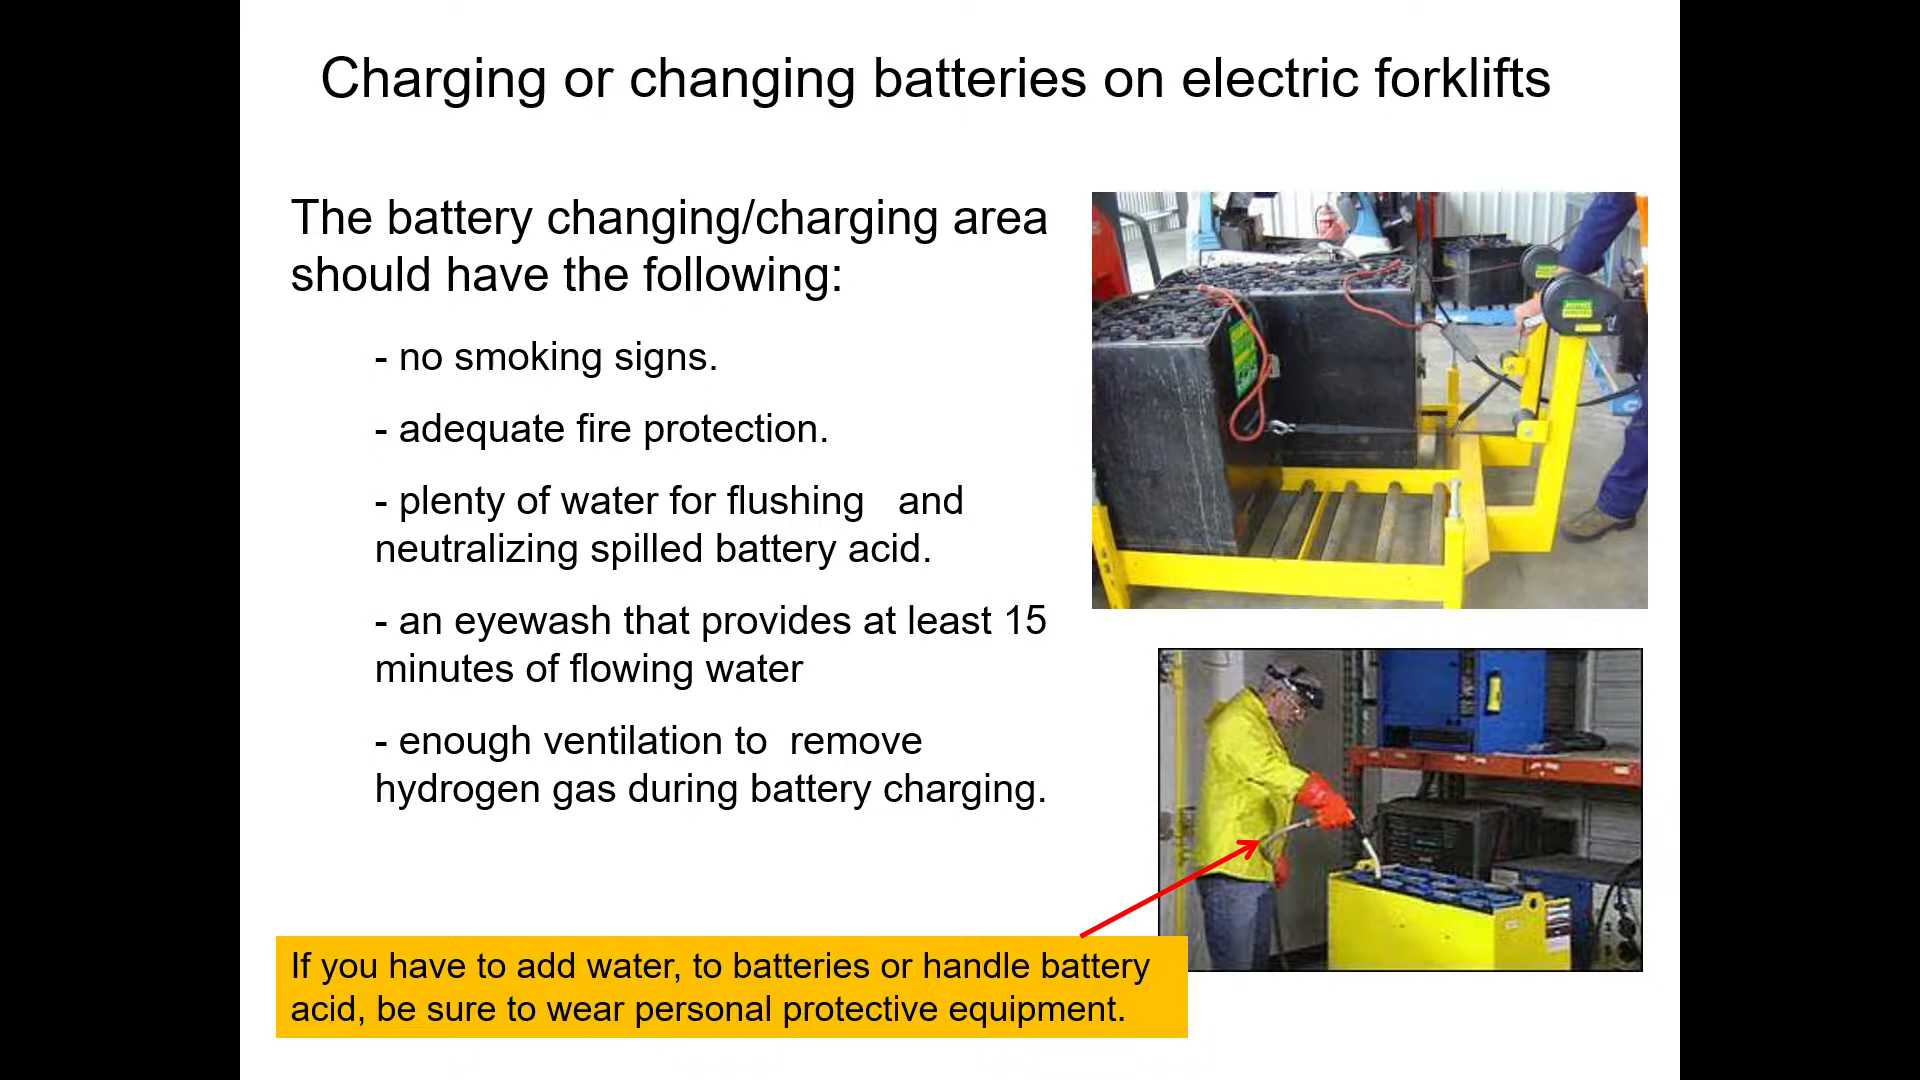 Charging or changing batteries on electric forklifts
The battery changing/charging area
should have the following:
- no smoking signs.
- adequate fire protection.
- plenty of water for flushing   and
neutralizing spilled battery acid.
- an eyewash that provides at least 15
minutes of flowing water
- enough ventilation to  remove
hydrogen gas during battery charging.
If you have to add water, to batteries or handle battery
acid, be sure to wear personal protective equipment.